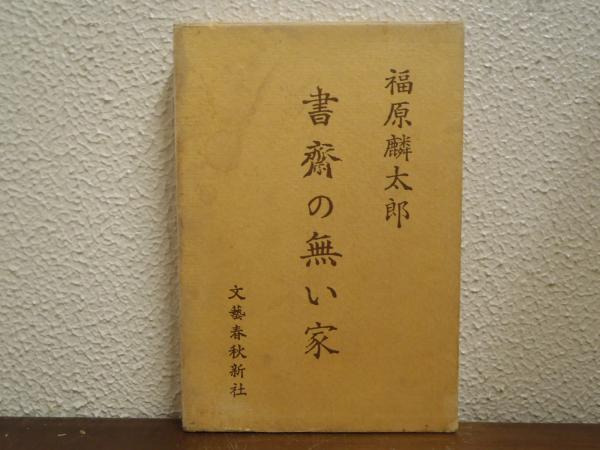 福原麟太郎
書齋の無い家
文藝春秋新社